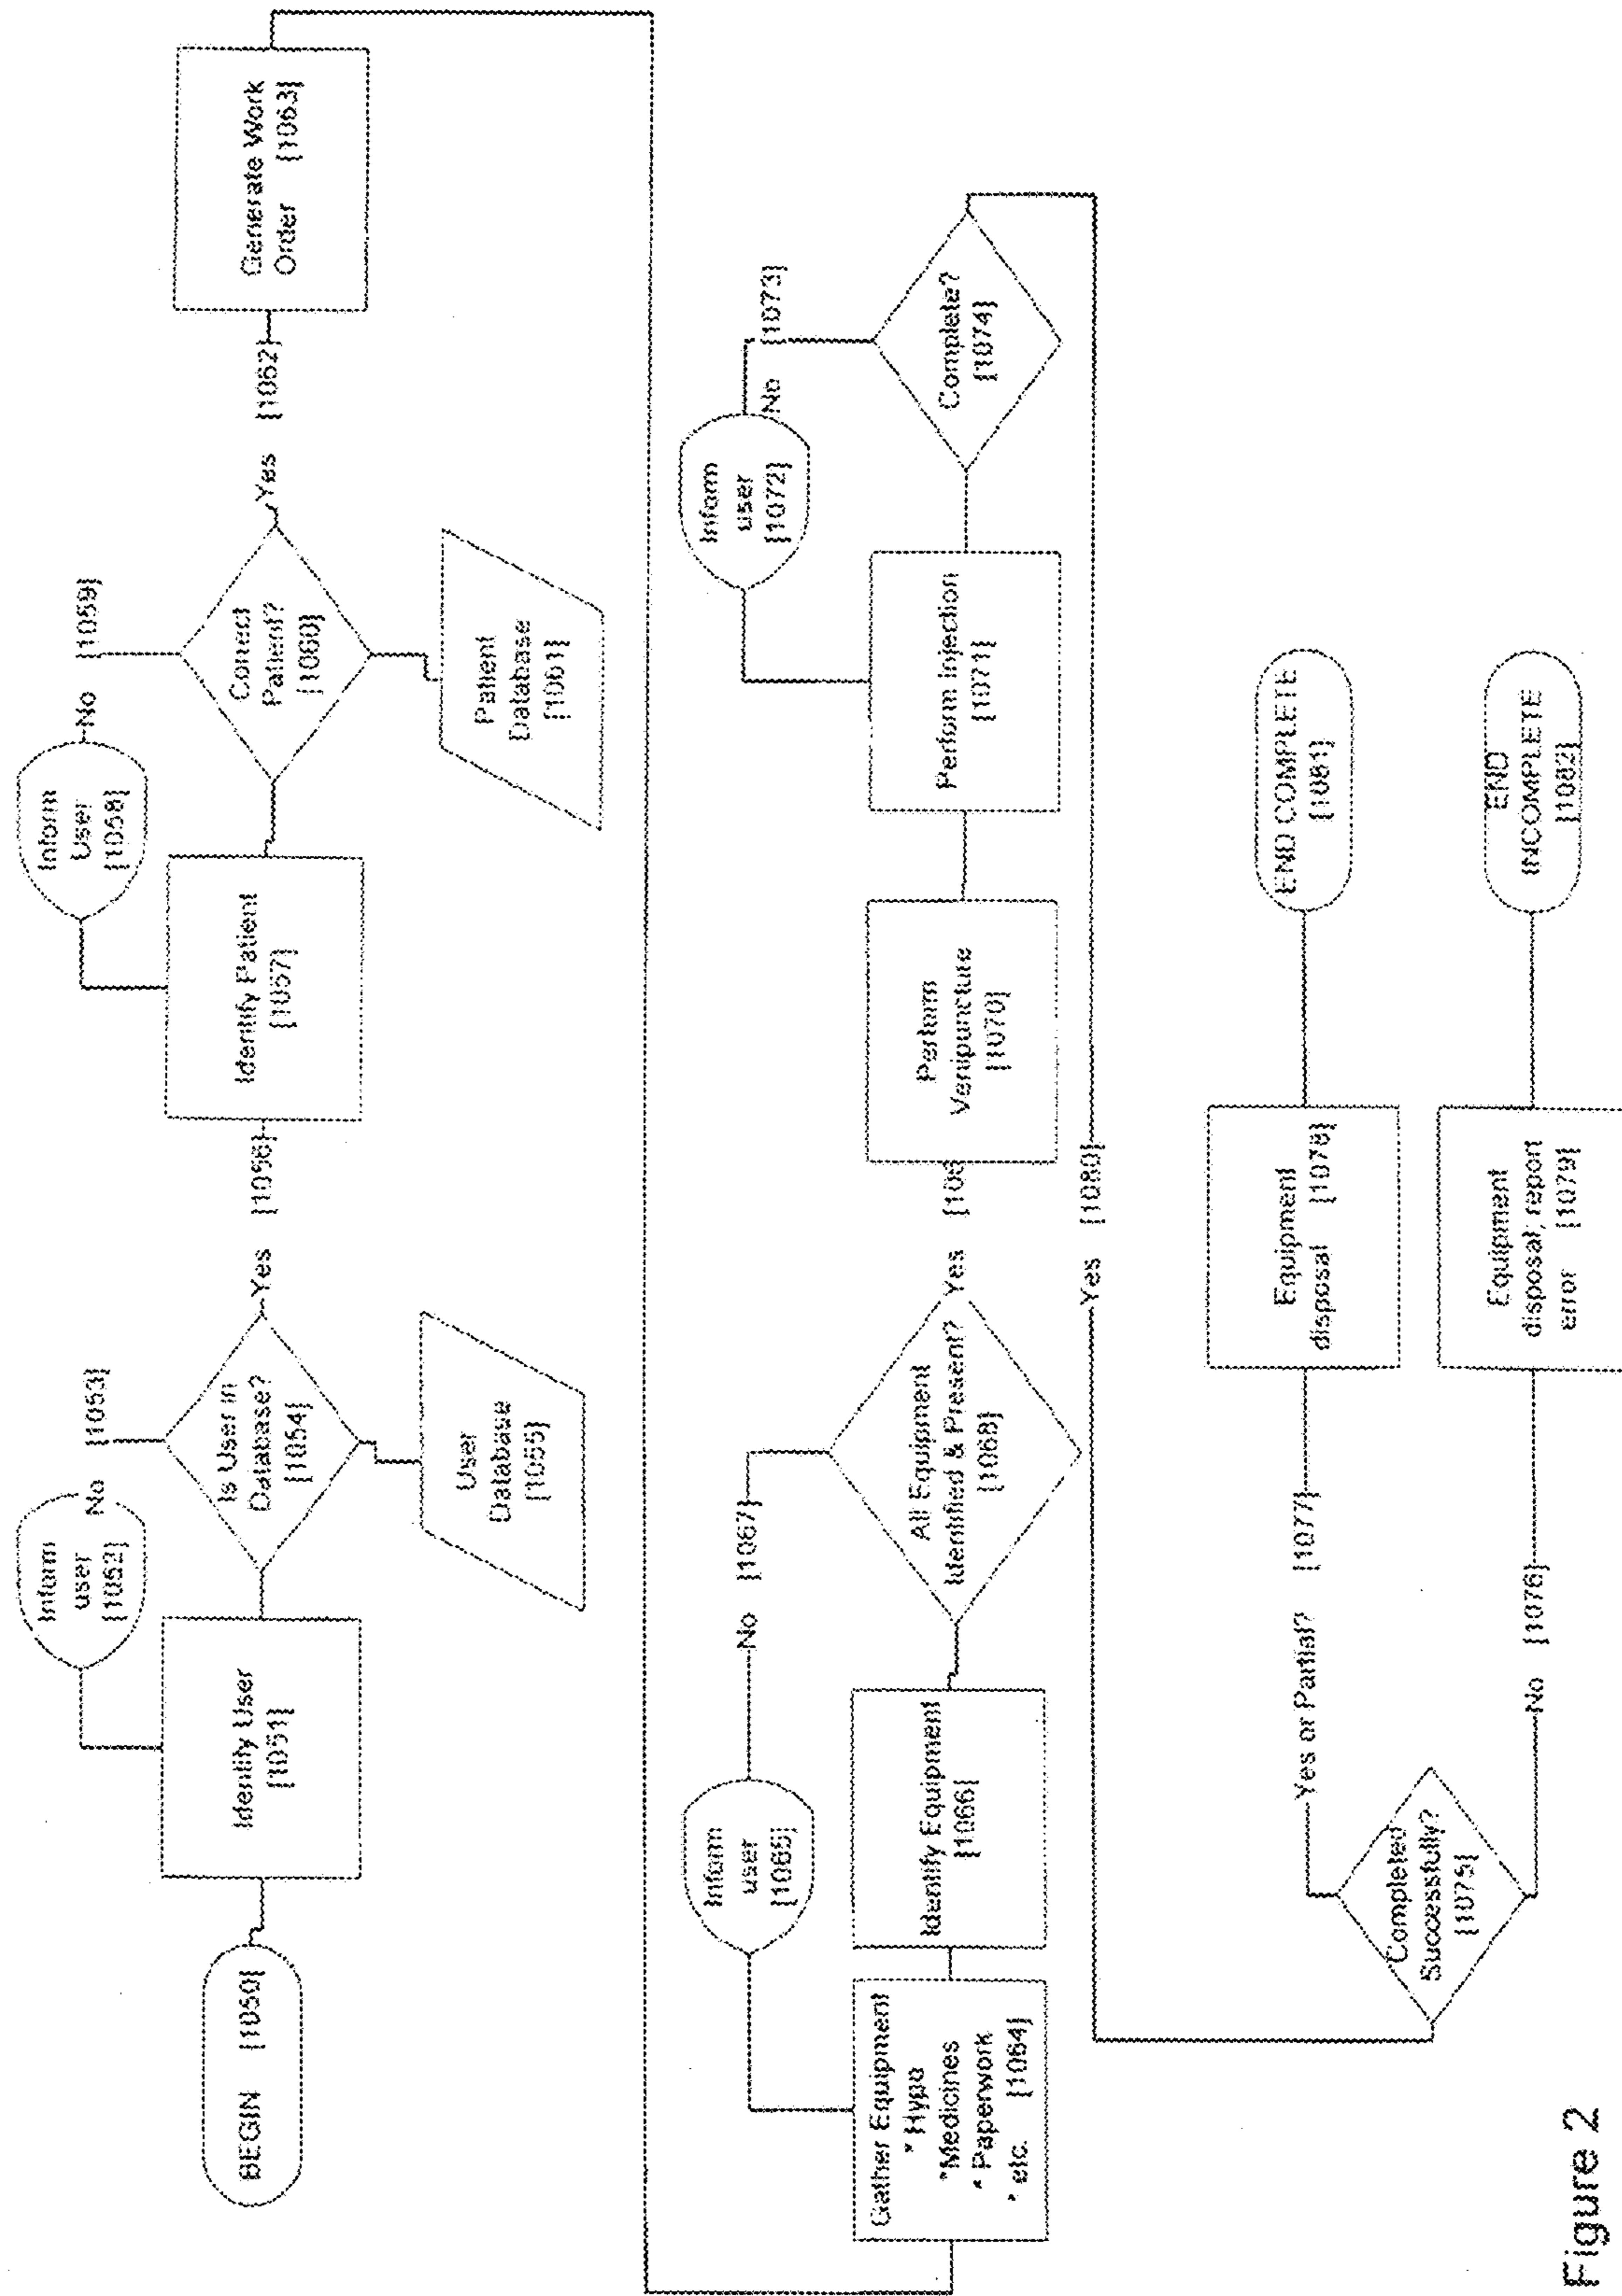 BEGIN [1050]
Identify User
[1051]
Inform
user
[1052]
No [1053]
Is User in
Database?
[1054]
User
Database
[1055]
Yes [1056]
Identify Patient
[1057]
Inform
User
[1058]
No [1059]
Correct
Patient?
[1060]
Patient
Database
[1061]
Yes [1062]
Generate Work
Order [1063]
Gather Equipment
* Hypo
*Medicines
* Paperwork
* etc. [1064]
Inform
user
[1065]
Identify Equipment
[1066]
No [1067]
All Equipment
Identified & Present?
[1068]
Yes
Perform
Venipuncture
[1070]
Perform Injection
[1071]
Inform
user
[1072]
No [1073]
Complete?
[1074]
Yes [1080]
Completed
Successfully?
[1075]
Yes or Partial? [1077]
Equipment
disposal [1078]
END COMPLETE
[1081]
No [1076]
Equipment
disposal; report
error [1079]
END
INCOMPLETE
[1082]
Figure 2